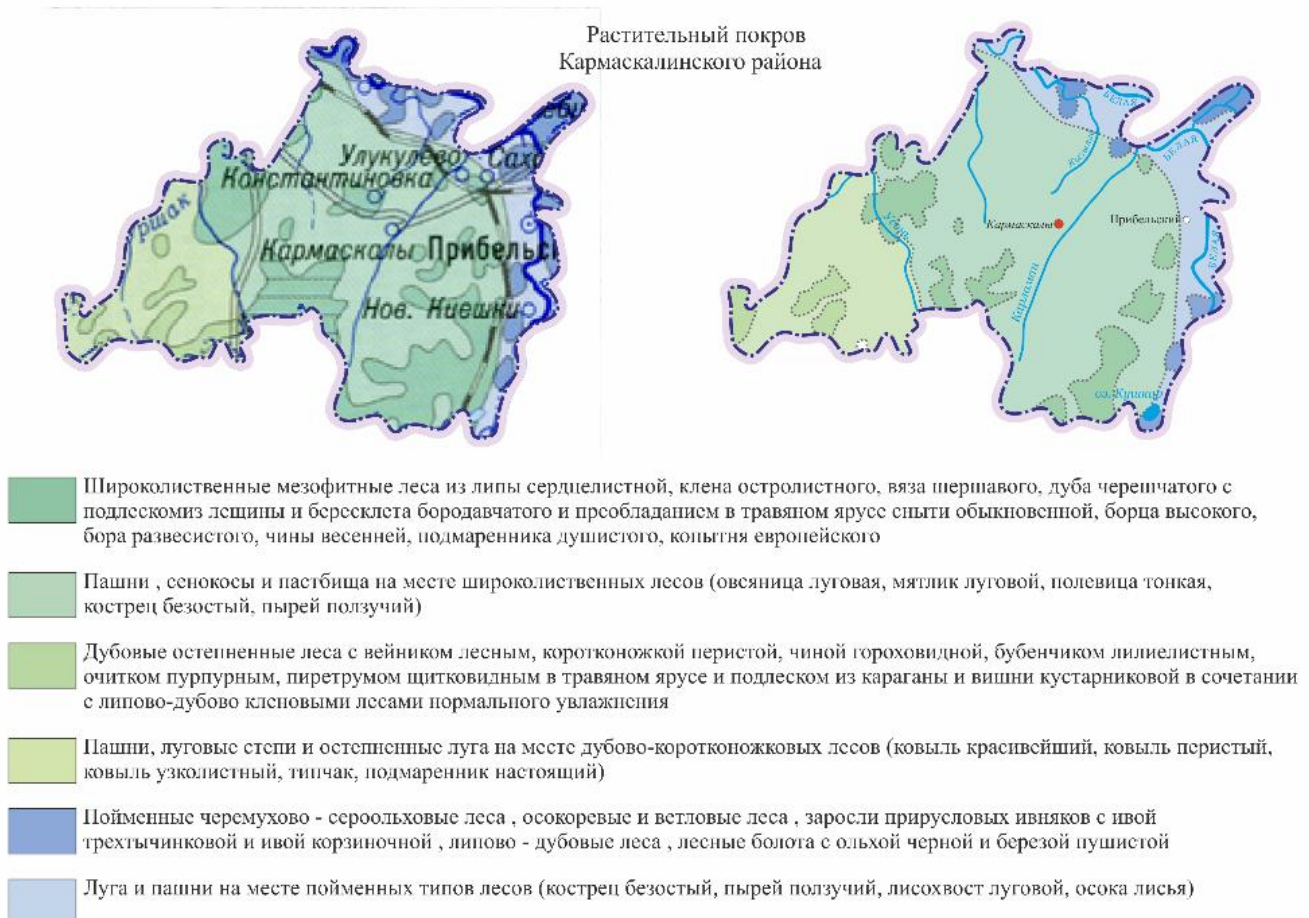 Растительный покров
Кармаскалинского района
Улукулево
Сахр
Константиновка
ршак
Кармаскалы
Прибельс
Нов. Киешки
БЕЛАЯ
БЕЛАЯ
Кармаскалы
Прибельский
БЕЛАЯ
Кармасан
Широколиственные мезофитные леса из липы сердцелистной, клена остролистного, вяза шершавого, дуба черешчатого с
подлескомиз лещины и бересклета бородавчатого и преобладанием в травяном ярусе сныти обыкновенной, борца высокого,
бора развесистого, чины весенней, подмаренника душистого, копытня европейского
Пашни , сенокосы и пастбища на месте широколиственных лесов (овсяница луговая, мятлик луговой, полевица тонкая,
кострец безостый, пырей ползучий)
Дубовые остепненные леса с вейником лесным, коротконожкой перистой, чиной гороховидной, бубенчиком лилиелистным,
очитком пурпурным, пиретрумом щитковидным в травяном ярусе и подлеском из караганы и вишни кустарниковой в сочетании
с липово-дубово кленовыми лесами нормального увлажнения
Пашни, луговые степи и остепненные луга на месте дубово-коротконожковых лесов (ковыль красивейший, ковыль перистый,
ковыль узколистный, типчак, подмаренник настоящий)
Пойменные черемухово - сероольховые леса , осокоревые и ветловые леса , заросли прирусловых ивняков с ивой
трехтычинковой и ивой корзиночной , липово - дубовые леса , лесные болота с ольхой черной и березой пушистой
Луга и пашни на месте пойменных типов лесов (кострец безостый, пырей ползучий, лисохвост луговой, осока лисья)